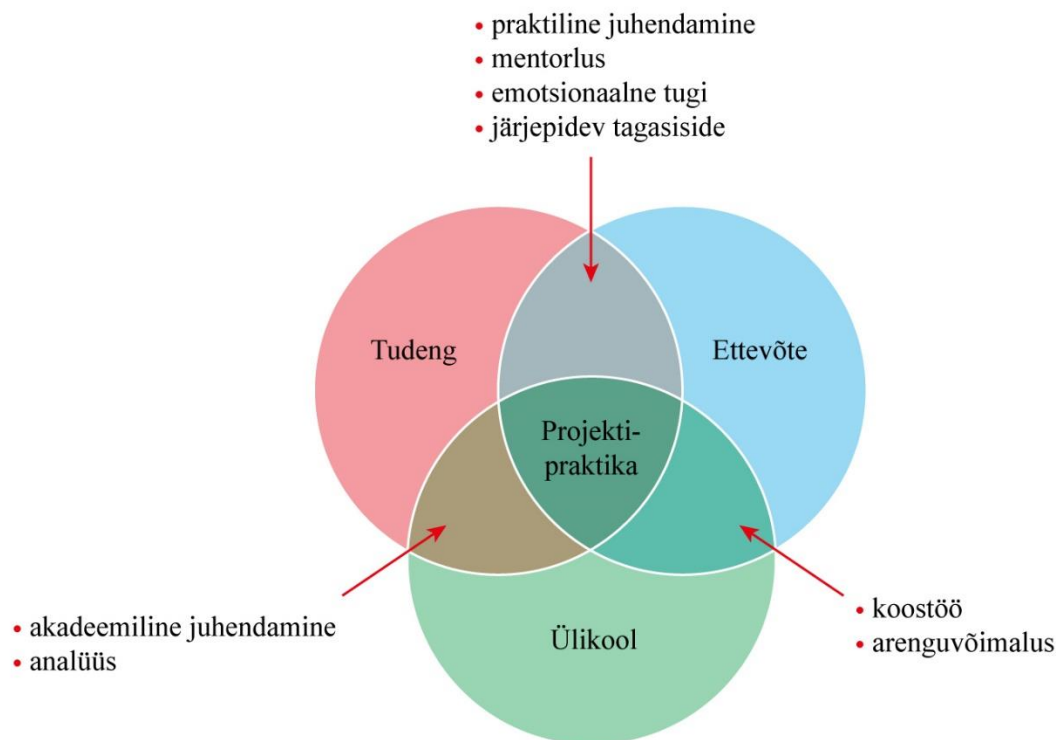 • praktiline juhendamine
• mentorlus
• emotsionaalne tugi
• järjepidev tagasiside
Tudeng
Ettevõte
Projekti-
praktika
Ülikool
• akadeemiline juhendamine
• analüüs
• koostöö
• arenguvõimalus